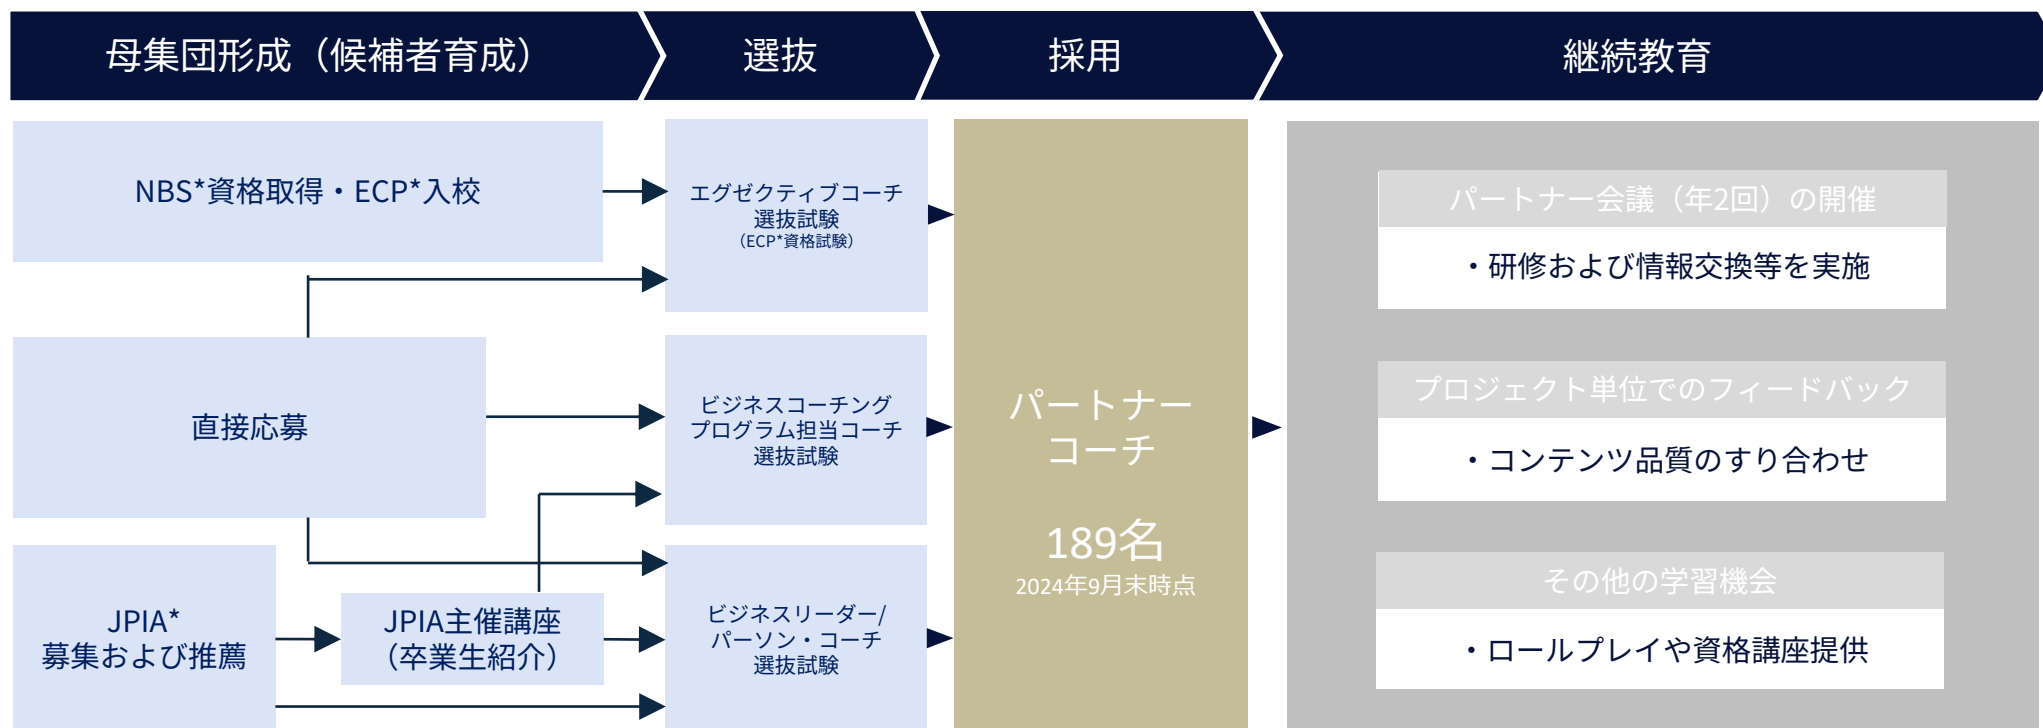 母集団形成（候補者育成）
選抜
採用
継続教育
NBS*資格取得・ECP*入校
直接応募
JPIA*
募集および推薦
JPIA主催講座
（卒業生紹介）
エグゼクティブコーチ
選抜試験
（ECP*資格試験）
ビジネスコーチング
プログラム担当コーチ
選抜試験
ビジネスリーダー/
パーソン・コーチ
選抜試験
パートナー
コーチ
189名
2024年9月末時点
パートナー会議（年2回）の開催
・研修および情報交換等を実施
プロジェクト単位でのフィードバック
・コンテンツ品質のすり合わせ
その他の学習機会
・ロールプレイや資格講座提供